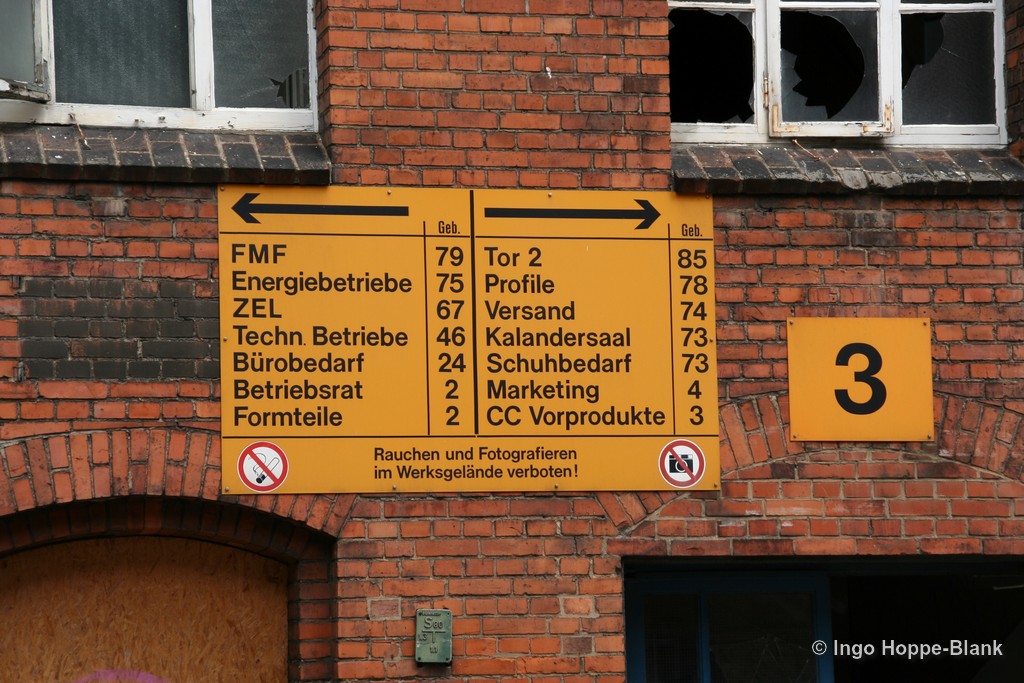 Geb.
FMF 79
Energiebetriebe 75
ZEL 67
Techn. Betriebe 46
Bürobedarf 24
Betriebsrat 2
Formteile 2
Geb.
Tor 2 85
Profile 78
Versand 74
Kalandersaal 73
Schuhbedarf 73
Marketing 4
CC Vorprodukte 3
Rauchen und Fotografieren
im Werksgelände verboten!
3
© Ingo Hoppe-Blank